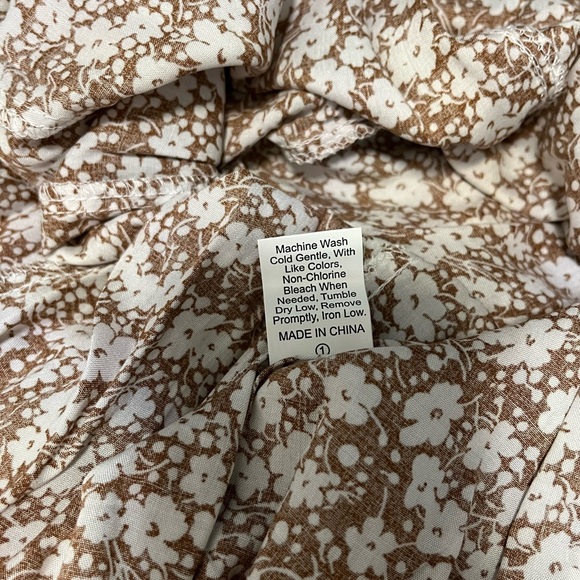 Machine Wash
Cold Gentle, With
Like Colors,
Non-Chlorine
Bleach When
Needed, Tumble
Dry Low, Remove
Promptly, Iron Low.
MADE IN CHINA
1